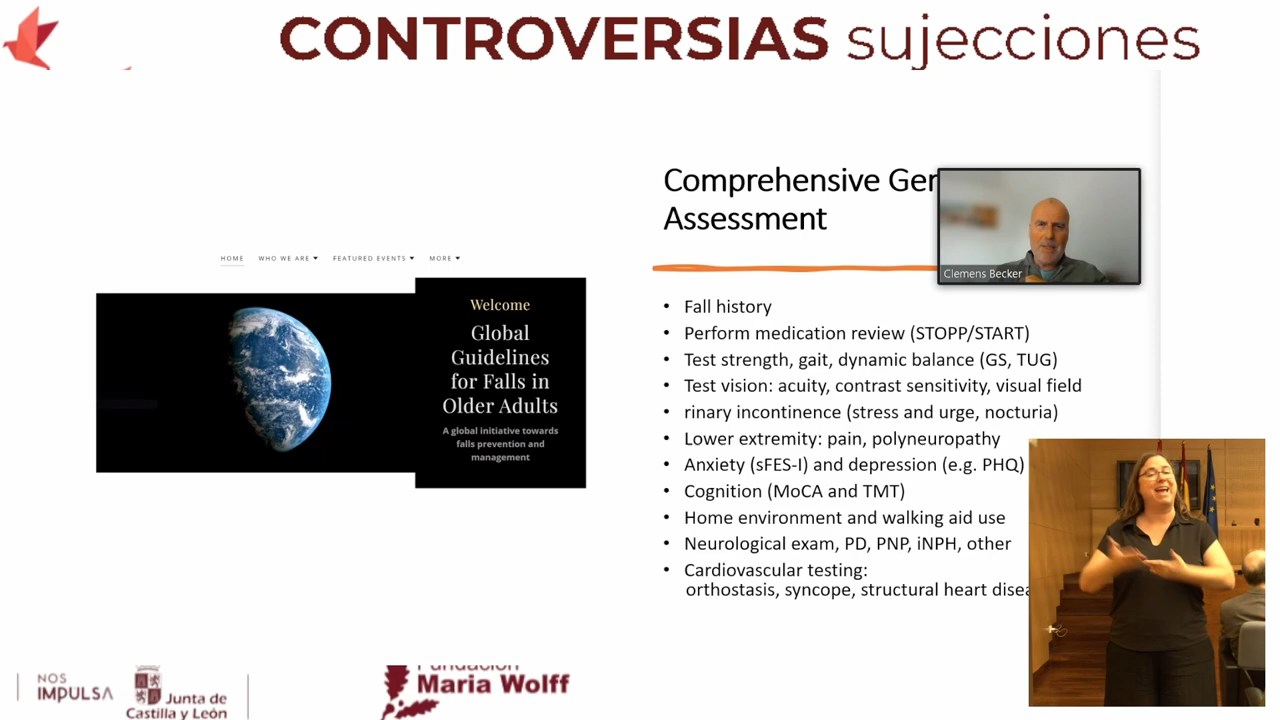 CONTROVERSIAS sujecciones
HOME WHO WE ARE FEATURED EVENTS MORE
Welcome
Global
Guidelines
for Falls in
Older Adults
A global initiative towards
falls prevention and
management
Comprehensive Ger
Assessment
Clemens Becker
• Fall history
• Perform medication review (STOPP/START)
• Test strength, gait, dynamic balance (GS, TUG)
• Test vision: acuity, contrast sensitivity, visual field
• rinary incontinence (stress and urge, nocturia)
• Lower extremity: pain, polyneuropathy
• Anxiety (sFES-I) and depression (e.g. PHQ)
• Cognition (MoCA and TMT)
• Home environment and walking aid use
• Neurological exam, PD, PNP, iNPH, other
• Cardiovascular testing:
orthostasis, syncope, structural heart disea
NOS
IMPULSA
Junta de
Castilla y León
Fundación
Maria Wolff